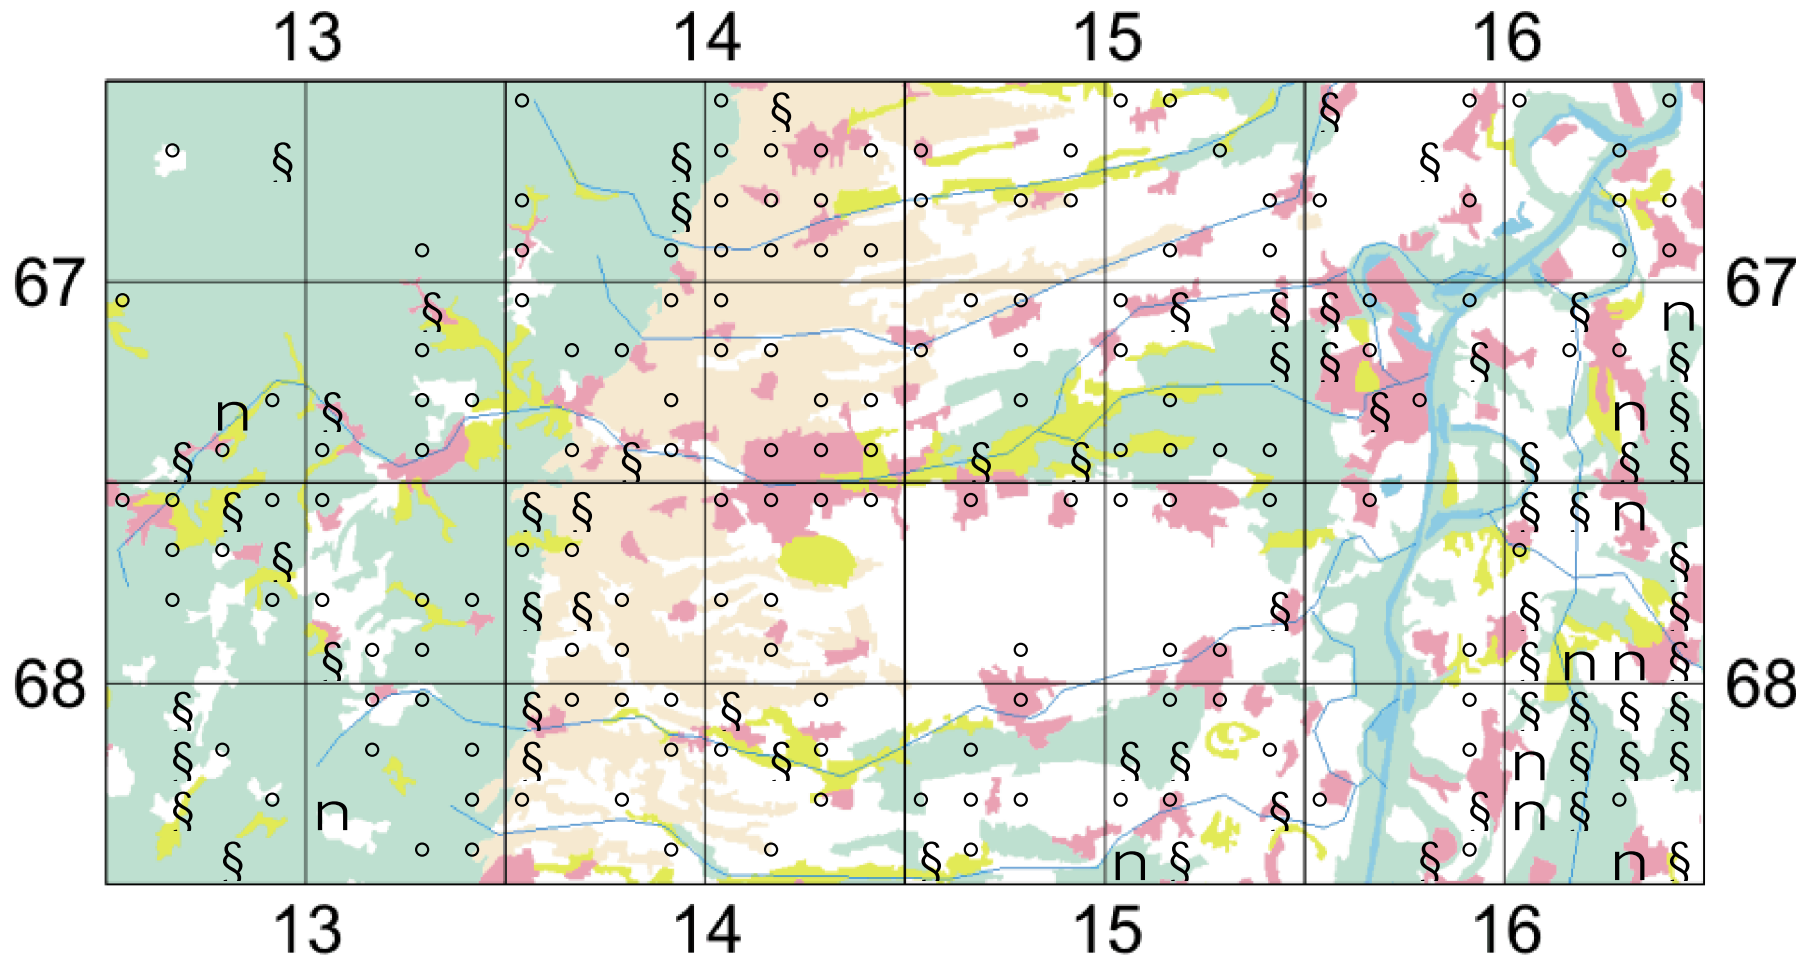 13 14 15 16
§ §
§ § §
§
67 67
§ § § § § n
§ § § §
n § § n §
§ § § § § § §
§ § § § § n
§ §
§ § § § §
§ § n n §
68 68
§ § § § § § §
§ § § § § n § § §
§ n § § n §
§ § n § § n §
13 14 15 16